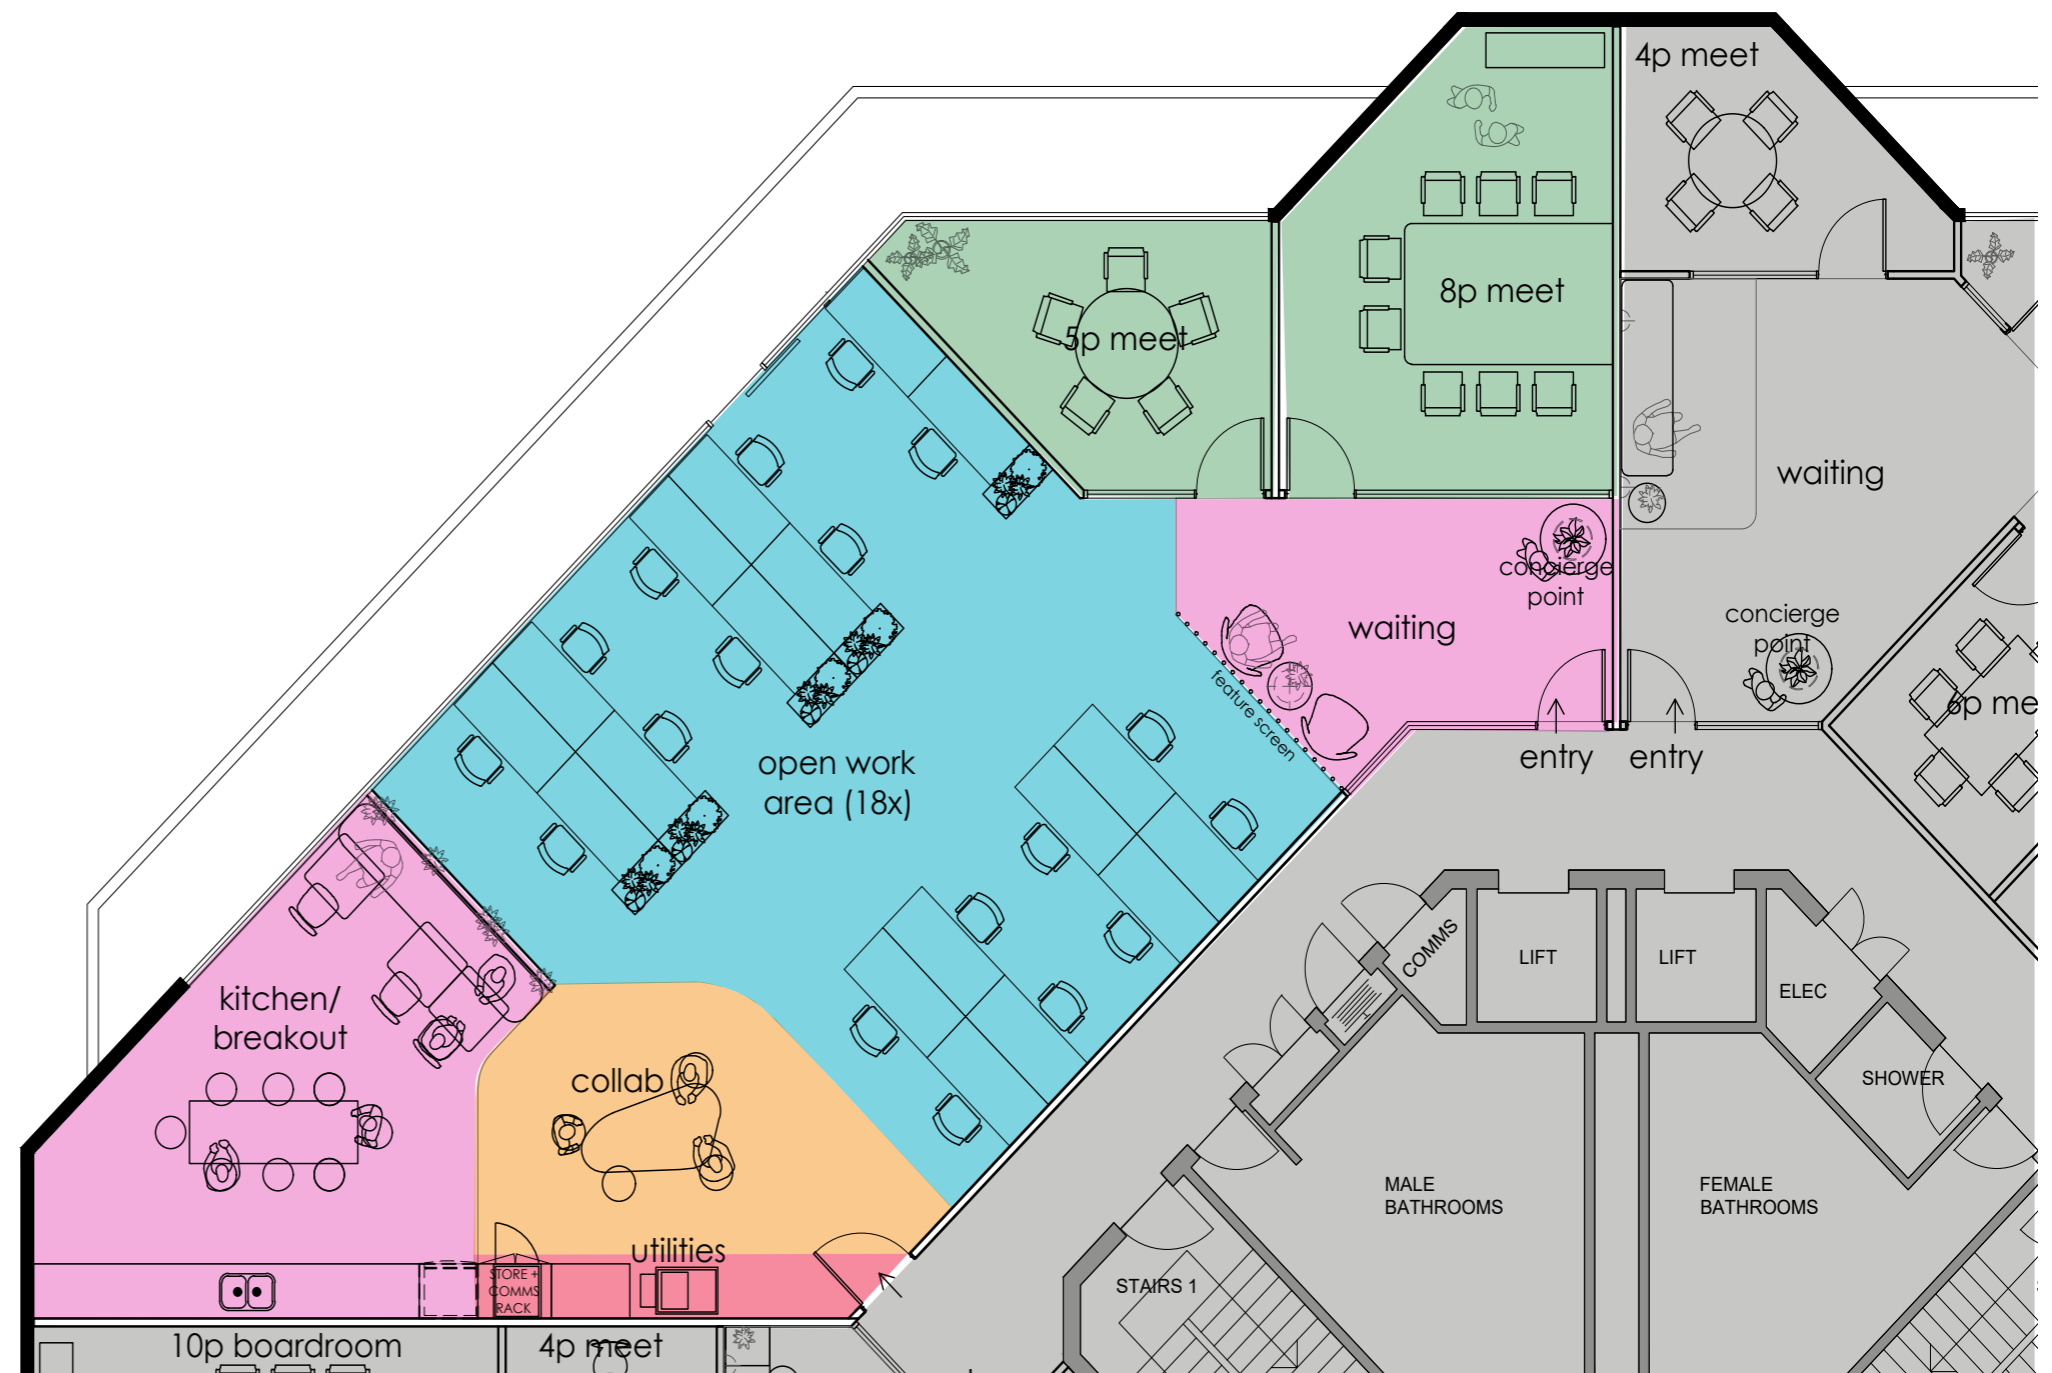 4p meet
8p meet
5p meet
waiting
concierge
point
concierge
point
waiting
feature screen
6p me
entry
entry
open work
area (18x)
COMMS
LIFT
LIFT
ELEC
kitchen/
breakout
collab
SHOWER
MALE
BATHROOMS
FEMALE
BATHROOMS
utilities
STORE +
COMMS
RACK
STAIRS 1
10p boardroom
4p meet